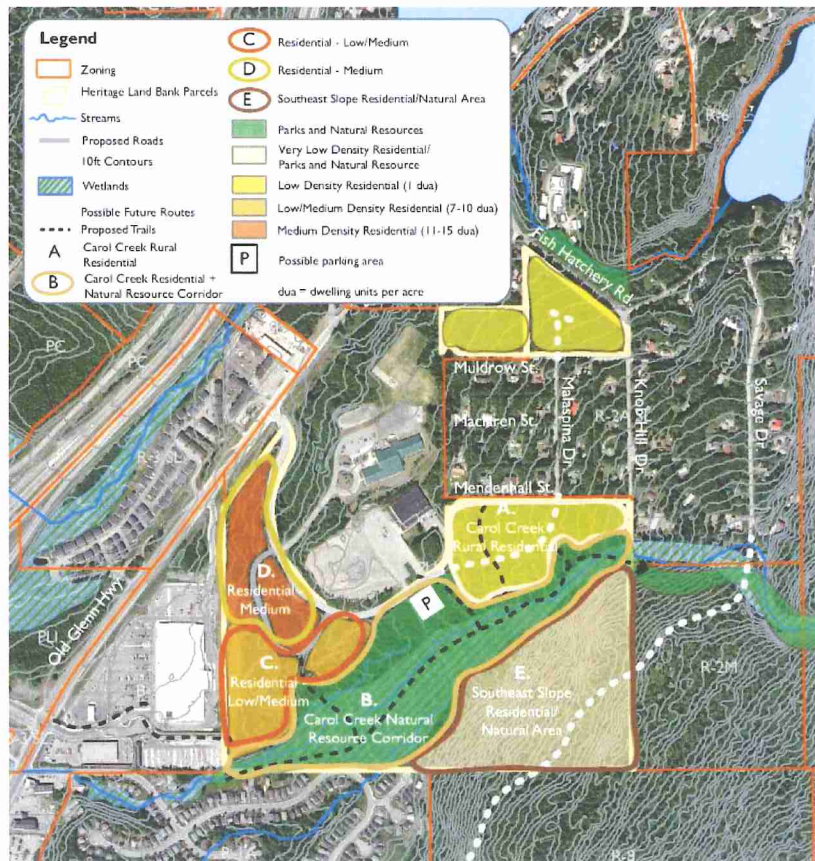 Legend
Zoning
Heritage Land Bank Parcels
Streams
Proposed Roads
10ft Contours
Wetlands
Possible Future Routes
Proposed Trails
A Carol Creek Rural
Residential
B Carol Creek Residential +
Natural Resource Corridor
C Residential - Low/Medium
D Residential - Medium
E Southeast Slope Residential/Natural Area
Parks and Natural Resources
Very Low Density Residential/
Parks and Natural Resource
Low Density Residential (1 dua)
Low/Medium Density Residential (7-10 dua)
Medium Density Residential (11-15 dua)
P Possible parking area
dua = dwelling units per acre
R-6
Fish Hatchery Rd
PC
PC
Muldrow St.
Maclaren St.
Malaspina Dr.
R-2A
Knob Hill Dr.
Savage Dr
Mendenhall St.
A.
Carol Creek
Rural Residential
D.
Residential
Medium
P
PLI
Old Glenn Hwy
C.
Residential
Low/Medium
B.
Carol Creek Natural
Resource Corridor
E.
Southeast Slope
Residential/
Natural Area
R-2M